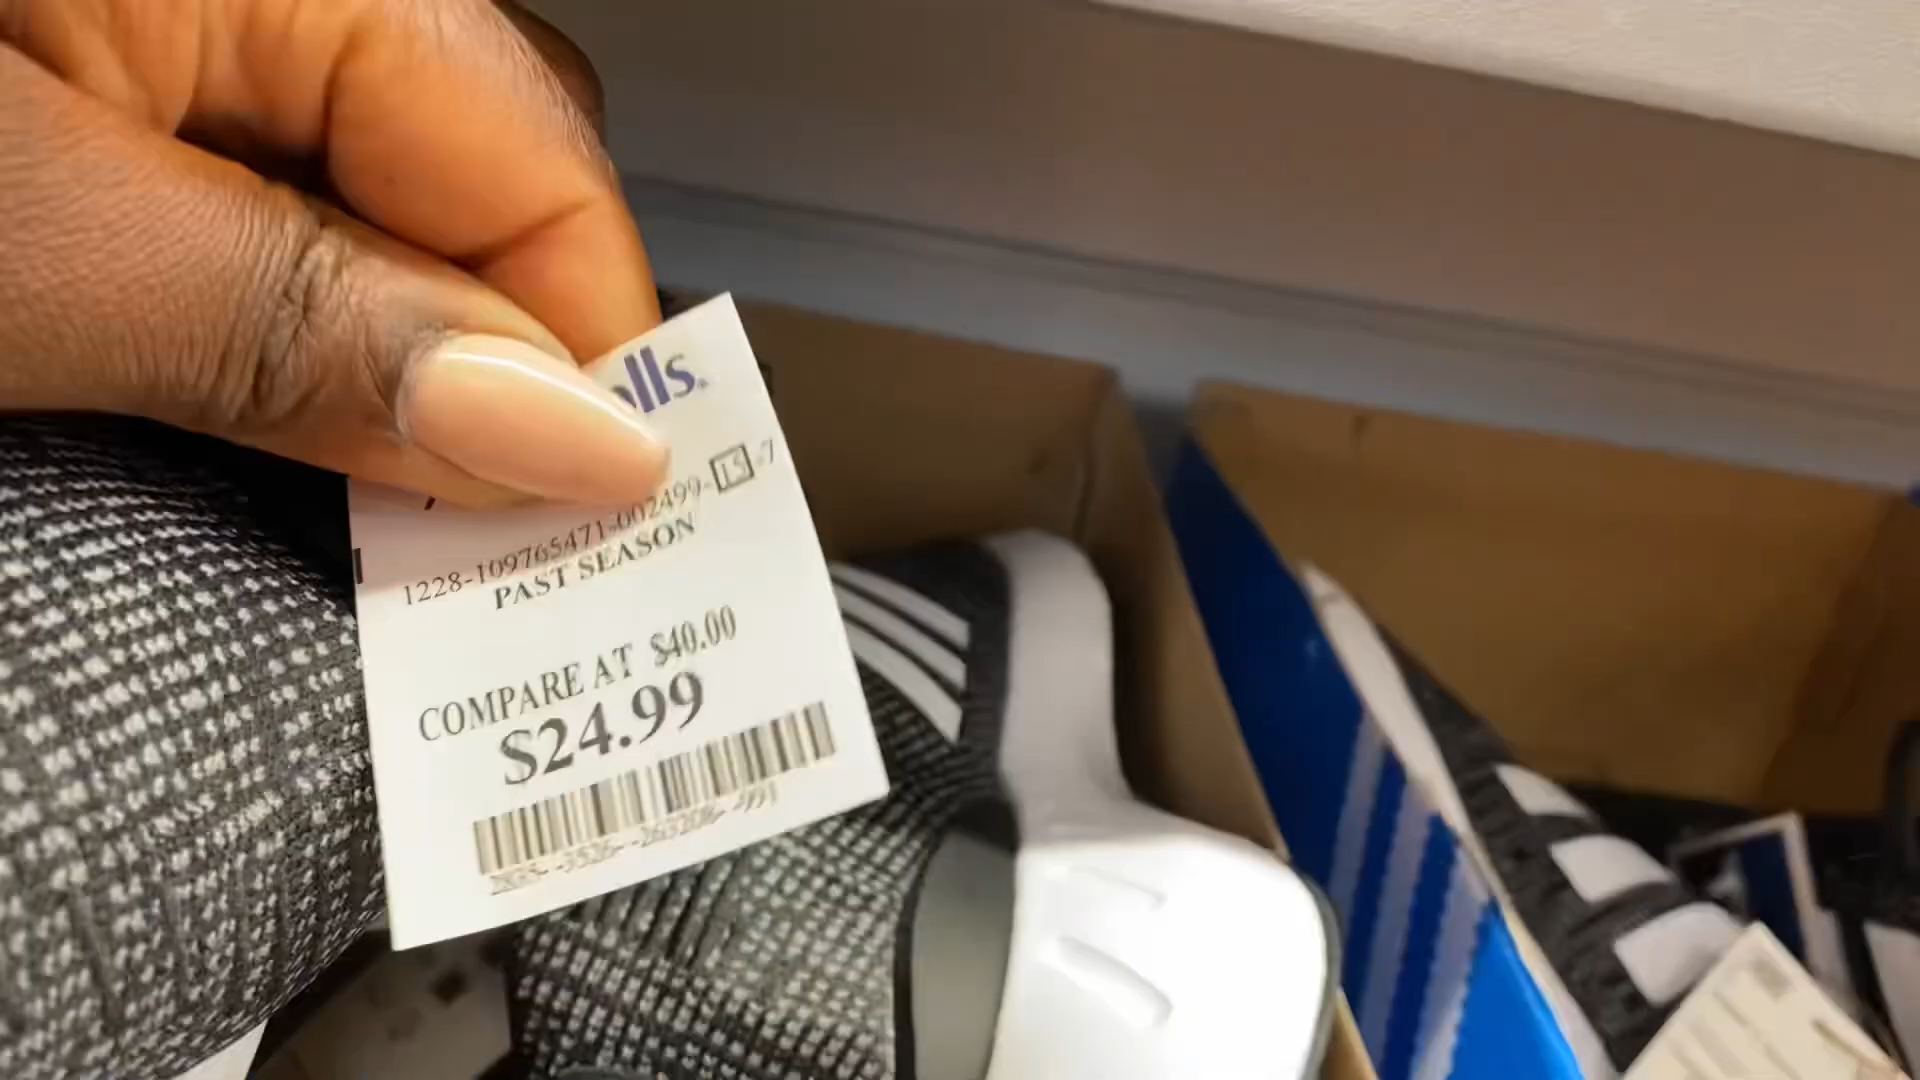 lls.
1228-109765471-002499-15-7
PAST SEASON
COMPARE AT $40.00
$24.99